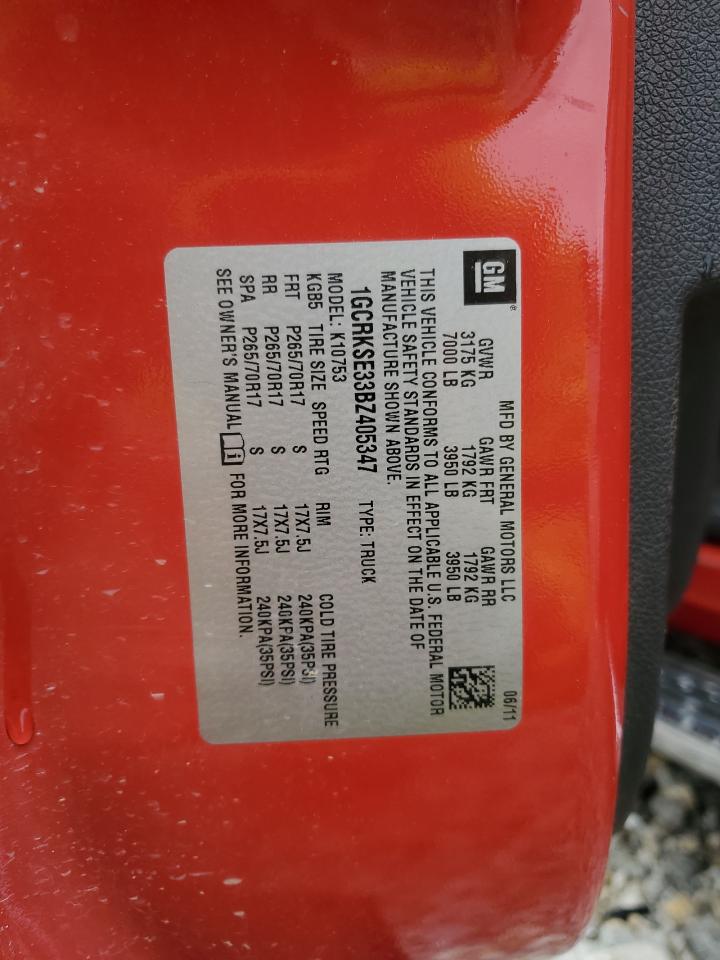 GM®
MFD BY GENERAL MOTORS LLC 06/11
GVWR GAWR FRT GAWR RR
3175 KG 1792 KG 1792 KG
7000 LB 3950 LB 3950 LB
THIS VEHICLE CONFORMS TO ALL APPLICABLE U.S. FEDERAL MOTOR
VEHICLE SAFETY STANDARDS IN EFFECT ON THE DATE OF
MANUFACTURE SHOWN ABOVE.
1GCRKSE33BZ405347 TYPE: TRUCK
MODEL: K10753
KGB5 TIRE SIZE SPEED RTG RIM COLD TIRE PRESSURE
FRT P265/70R17 S 17X7.5J 240KPA(35PSI)
RR P265/70R17 S 17X7.5J 240KPA(35PSI)
SPA P265/70R17 S 17X7.5J 240KPA(35PSI)
SEE OWNER'S MANUAL i FOR MORE INFORMATION.